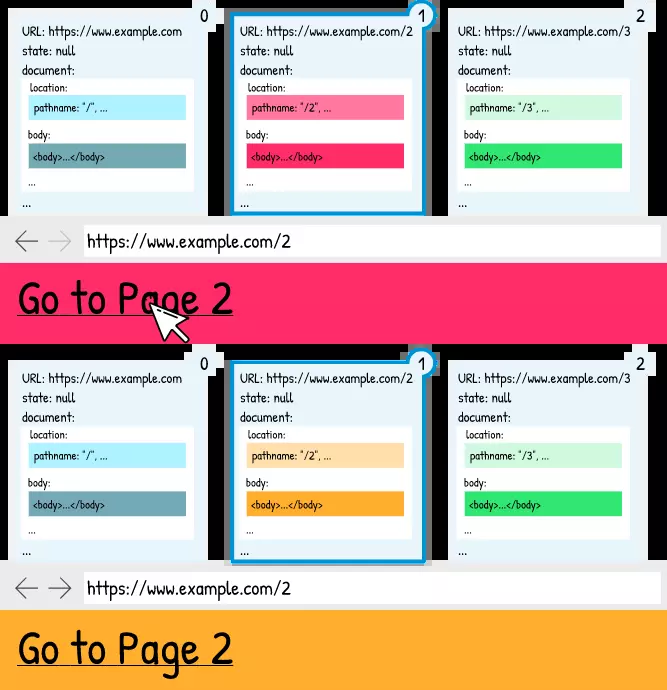 0
URL: https://www.example.com
state: null
document:
location:
pathname: "/", ...
body:
<body>...</body>
...
...
1
URL: https://www.example.com/2
state: null
document:
location:
pathname: "/2", ...
body:
<body>...</body>
...
...
2
URL: https://www.example.com/3
state: null
document:
location:
pathname: "/3", ...
body:
<body>...</body>
...
...
https://www.example.com/2
Go to Page 2
0
URL: https://www.example.com
state: null
document:
location:
pathname: "/", ...
body:
<body>...</body>
...
...
1
URL: https://www.example.com/2
state: null
document:
location:
pathname: "/2", ...
body:
<body>...</body>
...
...
2
URL: https://www.example.com/3
state: null
document:
location:
pathname: "/3", ...
body:
<body>...</body>
...
...
https://www.example.com/2
Go to Page 2